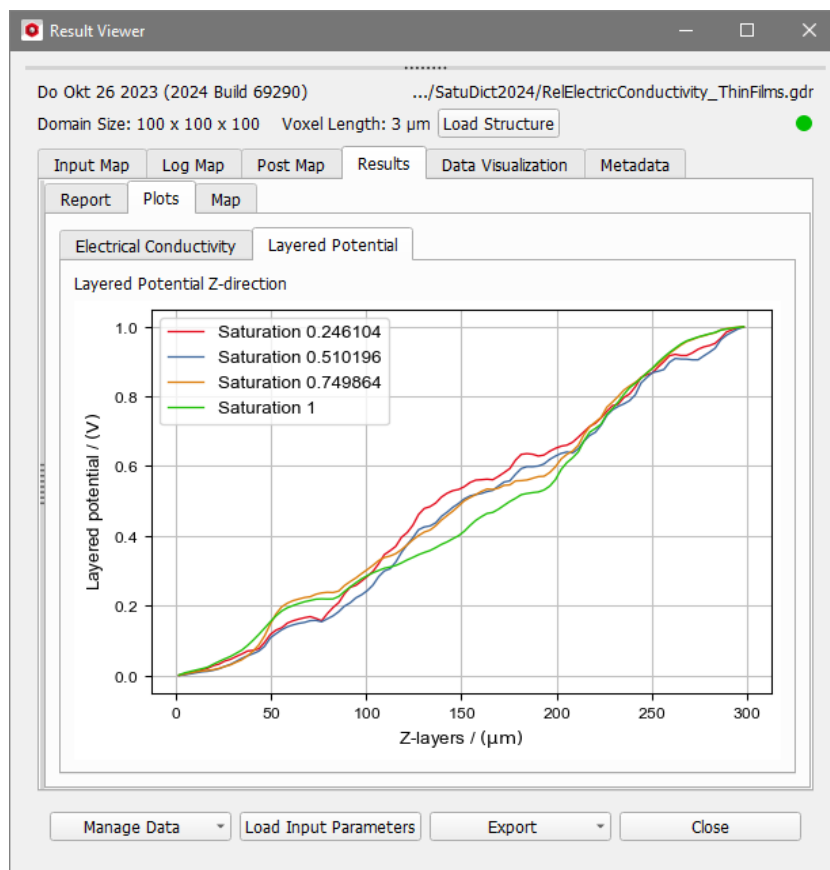 Result Viewer
Do Okt 26 2023 (2024 Build 69290) .../SatuDict2024/RelElectricConductivity_ThinFilms.gdr
Domain Size: 100 x 100 x 100 Voxel Length: 3 µm Load Structure
Input Map Log Map Post Map Results Data Visualization Metadata
Report Plots Map
Electrical Conductivity Layered Potential
Layered Potential Z-direction
Saturation 0.246104
Saturation 0.510196
Saturation 0.749864
Saturation 1
1.0
0.8
0.6
0.4
0.2
0.0
Layered potential / (V)
0 50 100 150 200 250 300
Z-layers / (µm)
Manage Data Load Input Parameters Export Close